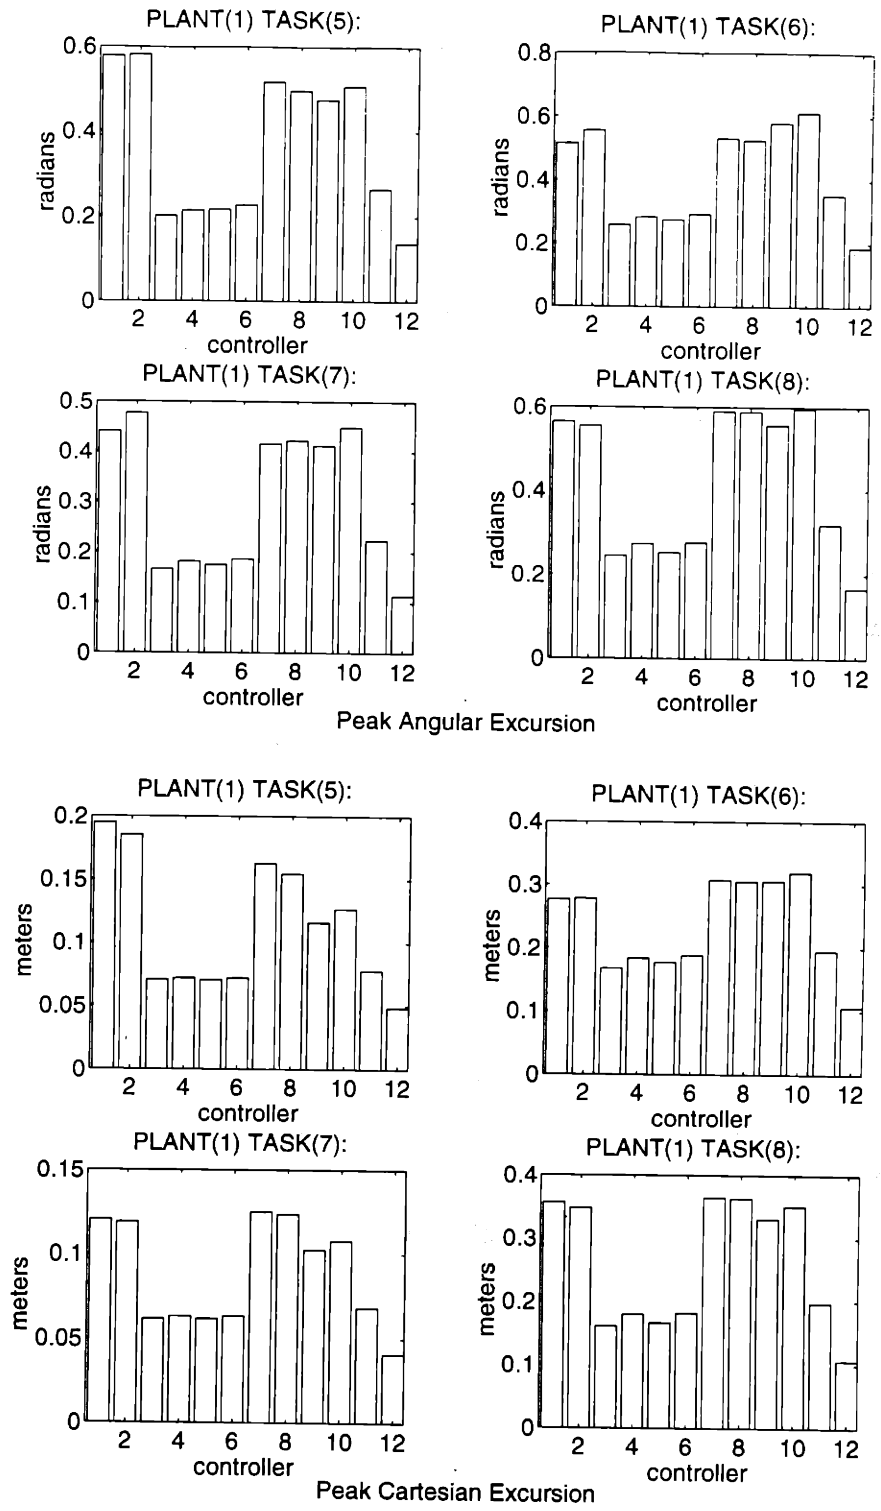 PLANT(1) TASK(5):
0.6
0.4
0.2
0
radians
2 4 6 8 10 12
controller
PLANT(1) TASK(6):
0.8
0.6
0.4
0.2
0
radians
2 4 6 8 10 12
controller
PLANT(1) TASK(7):
0.5
0.4
0.3
0.2
0.1
0
radians
2 4 6 8 10 12
controller
PLANT(1) TASK(8):
0.6
0.4
0.2
0
radians
2 4 6 8 10 12
controller
Peak Angular Excursion
PLANT(1) TASK(5):
0.2
0.15
0.1
0.05
0
meters
2 4 6 8 10 12
controller
PLANT(1) TASK(6):
0.4
0.3
0.2
0.1
0
meters
2 4 6 8 10 12
controller
PLANT(1) TASK(7):
0.15
0.1
0.05
0
meters
2 4 6 8 10 12
controller
PLANT(1) TASK(8):
0.4
0.3
0.2
0.1
0
meters
2 4 6 8 10 12
controller
Peak Cartesian Excursion